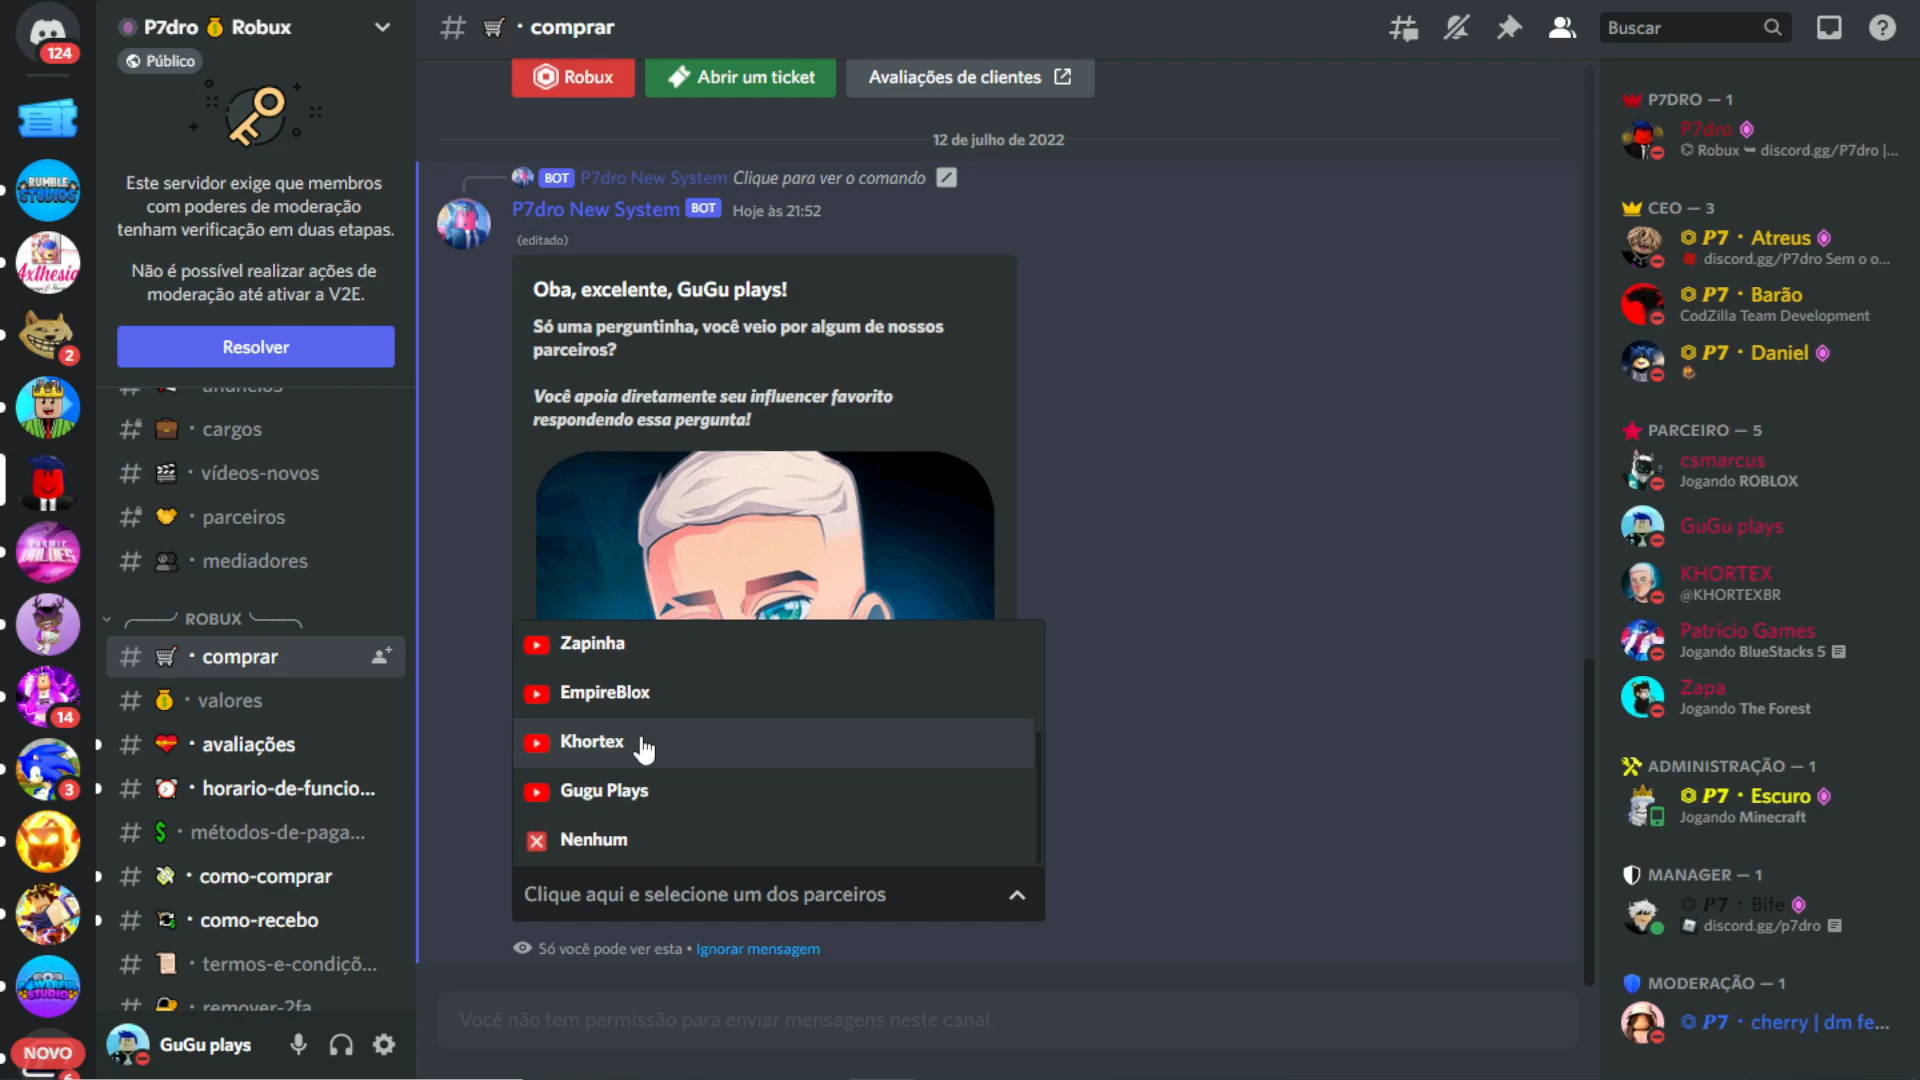 124
RUMBLE
STUDIOS
Axthesia
2
14
3
POWERFUL
STUDIO
NOVO
P7dro 💰 Robux
Público
Este servidor exige que membros
com poderes de moderação
tenham verificação em duas etapas.
Não é possível realizar ações de
moderação até ativar a V2E.
Resolver
anúncios
cargos
vídeos-novos
parceiros
mediadores
ROBUX
comprar
valores
avaliações
horario-de-funcio...
métodos-de-paga...
como-comprar
como-recebo
termos-e-condiçõ...
remover-2fa
GuGu plays
# 🛒 · comprar
Buscar
Robux
Abrir um ticket
Avaliações de clientes
12 de julho de 2022
BOT P7dro New System Clique para ver o comando
P7dro New System BOT Hoje às 21:52
(editado)
Oba, excelente, GuGu plays!
Só uma perguntinha, você veio por algum de nossos
parceiros?
Você apoia diretamente seu influencer favorito
respondendo essa pergunta!
Zapinha
EmpireBlox
Khortex
Gugu Plays
Nenhum
Clique aqui e selecione um dos parceiros
Só você pode ver esta • Ignorar mensagem
Você não tem permissão para enviar mensagens neste canal.
P7DRO — 1
P7dro
Robux ➥ discord.gg/P7dro |...
CEO — 3
P7 · Atreus
discord.gg/P7dro Sem o o...
P7 · Barão
CodZilla Team Development
P7 · Daniel
PARCEIRO — 5
csmarcus
Jogando ROBLOX
GuGu plays
KHORTEX
@KHORTEXBR
Patricio Games
Jogando BlueStacks 5
Zapa
Jogando The Forest
ADMINISTRAÇÃO — 1
P7 · Escuro
Jogando Minecraft
MANAGER — 1
P7 · Bife
discord.gg/p7dro
MODERAÇÃO — 1
P7 · cherry | dm fe...